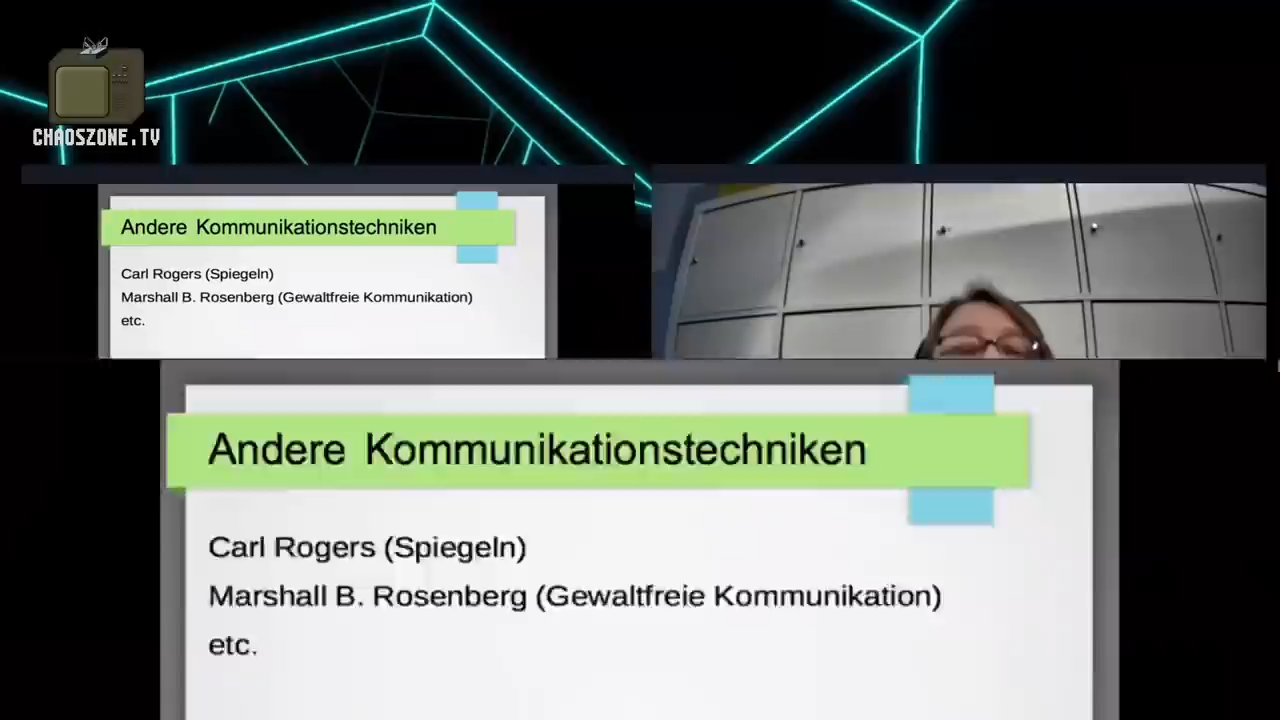 CHAOSZONE.TV
Andere Kommunikationstechniken
Carl Rogers (Spiegeln)
Marshall B. Rosenberg (Gewaltfreie Kommunikation)
etc.
Andere Kommunikationstechniken
Carl Rogers (Spiegeln)
Marshall B. Rosenberg (Gewaltfreie Kommunikation)
etc.